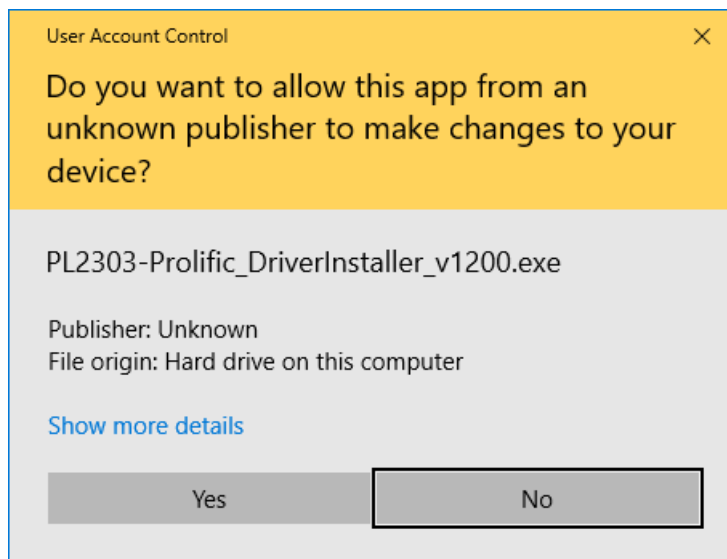 User Account Control
Do you want to allow this app from an
unknown publisher to make changes to your
device?
PL2303-Prolific_DriverInstaller_v1200.exe
Publisher: Unknown
File origin: Hard drive on this computer
Show more details
Yes
No